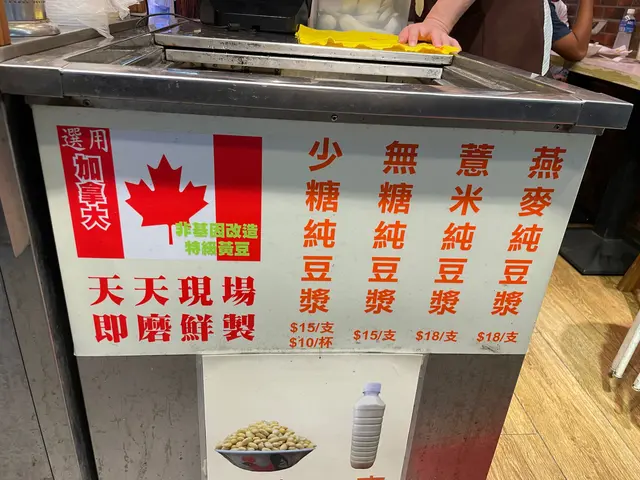 選用
加拿大
非基因改造
特級黃豆
天天現場
即磨鮮製
少糖純豆漿
$15/支
$10/杯
無糖純豆漿
$15/支
薏米純豆漿
$18/支
燕麥純豆漿
$18/支